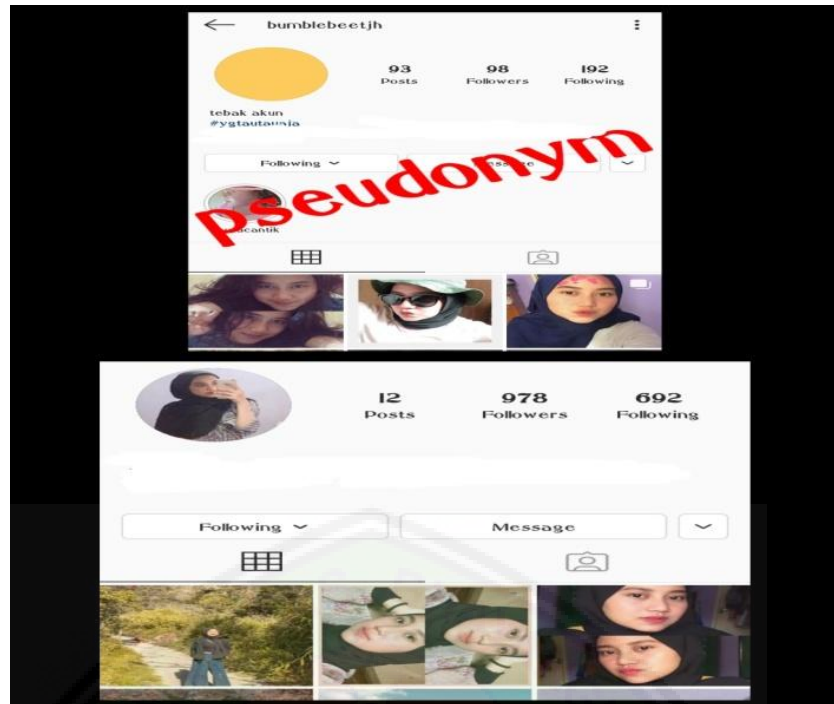 bumblebeetjh
93 98 192
Posts Followers Following
tebak akun
Following
pseudonym
12 978 692
Posts Followers Following
Following Message